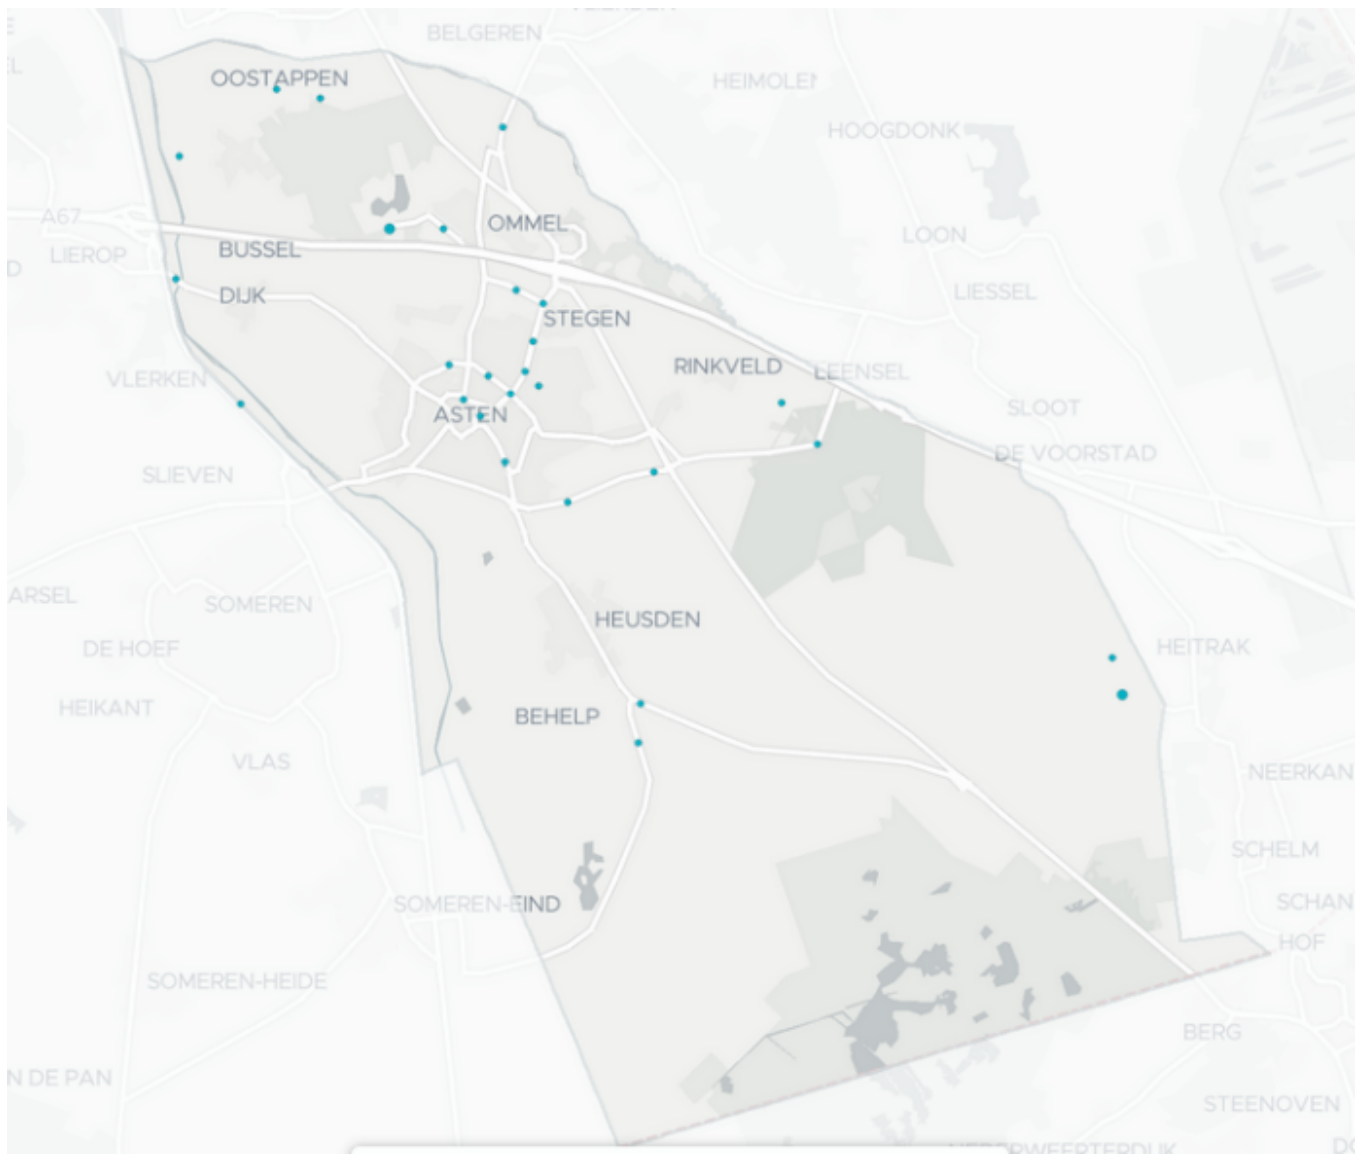 BELGEREN
OOSTAPPEN
HEIMOLEN
HOOGDONK
A67
OMMEL
LOON
BUSSEL
LIEROP
D
DIJK
LIESSEL
STEGEN
RINKVELD
LEENSEL
VLERKEN
SLOOT
ASTEN
DE VOORSTAD
SLIEVEN
ARSEL
SOMEREN
HEUSDEN
DE HOEF
HEITRAK
HEIKANT
BEHELP
VLAS
NEERKAN
SCHELM
SOMEREN-EIND
SCHAN
HOF
SOMEREN-HEIDE
BERG
N DE PAN
STEENOVEN